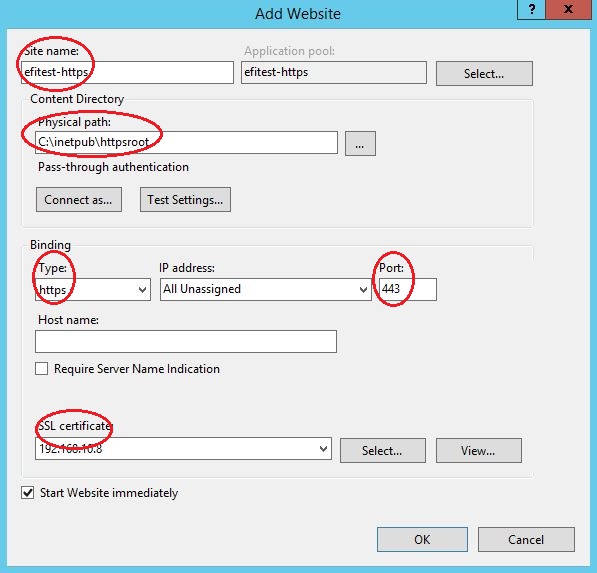 Add Website
?
x
Site name:
Application pool:
efitest-https
efitest-https
Select...
Content Directory
Physical path:
C:\inetpub\httpsroot
...
Pass-through authentication
Connect as...
Test Settings...
Binding
Type:
IP address:
Port:
https
All Unassigned
443
Host name:
Require Server Name Indication
SSL certificate
192.168.10.8
Select...
View...
Start Website immediately
OK
Cancel